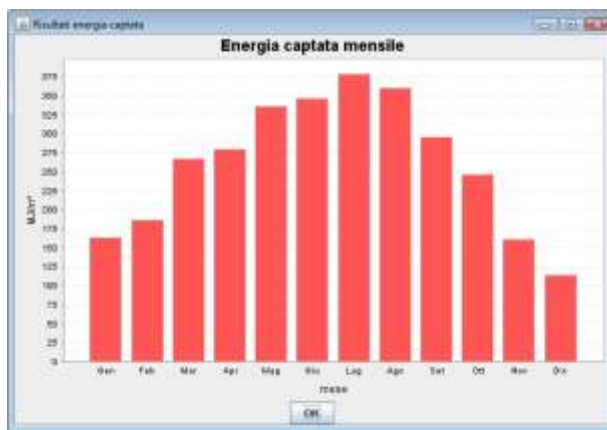 Risultati energia captata
Energia captata mensile
375
350
325
300
275
250
225
200
175
150
125
100
75
50
25
0
MJ/m²
Gen Feb Mar Apr Mag Giu Lug Ago Set Ott Nov Dic
mese
OK